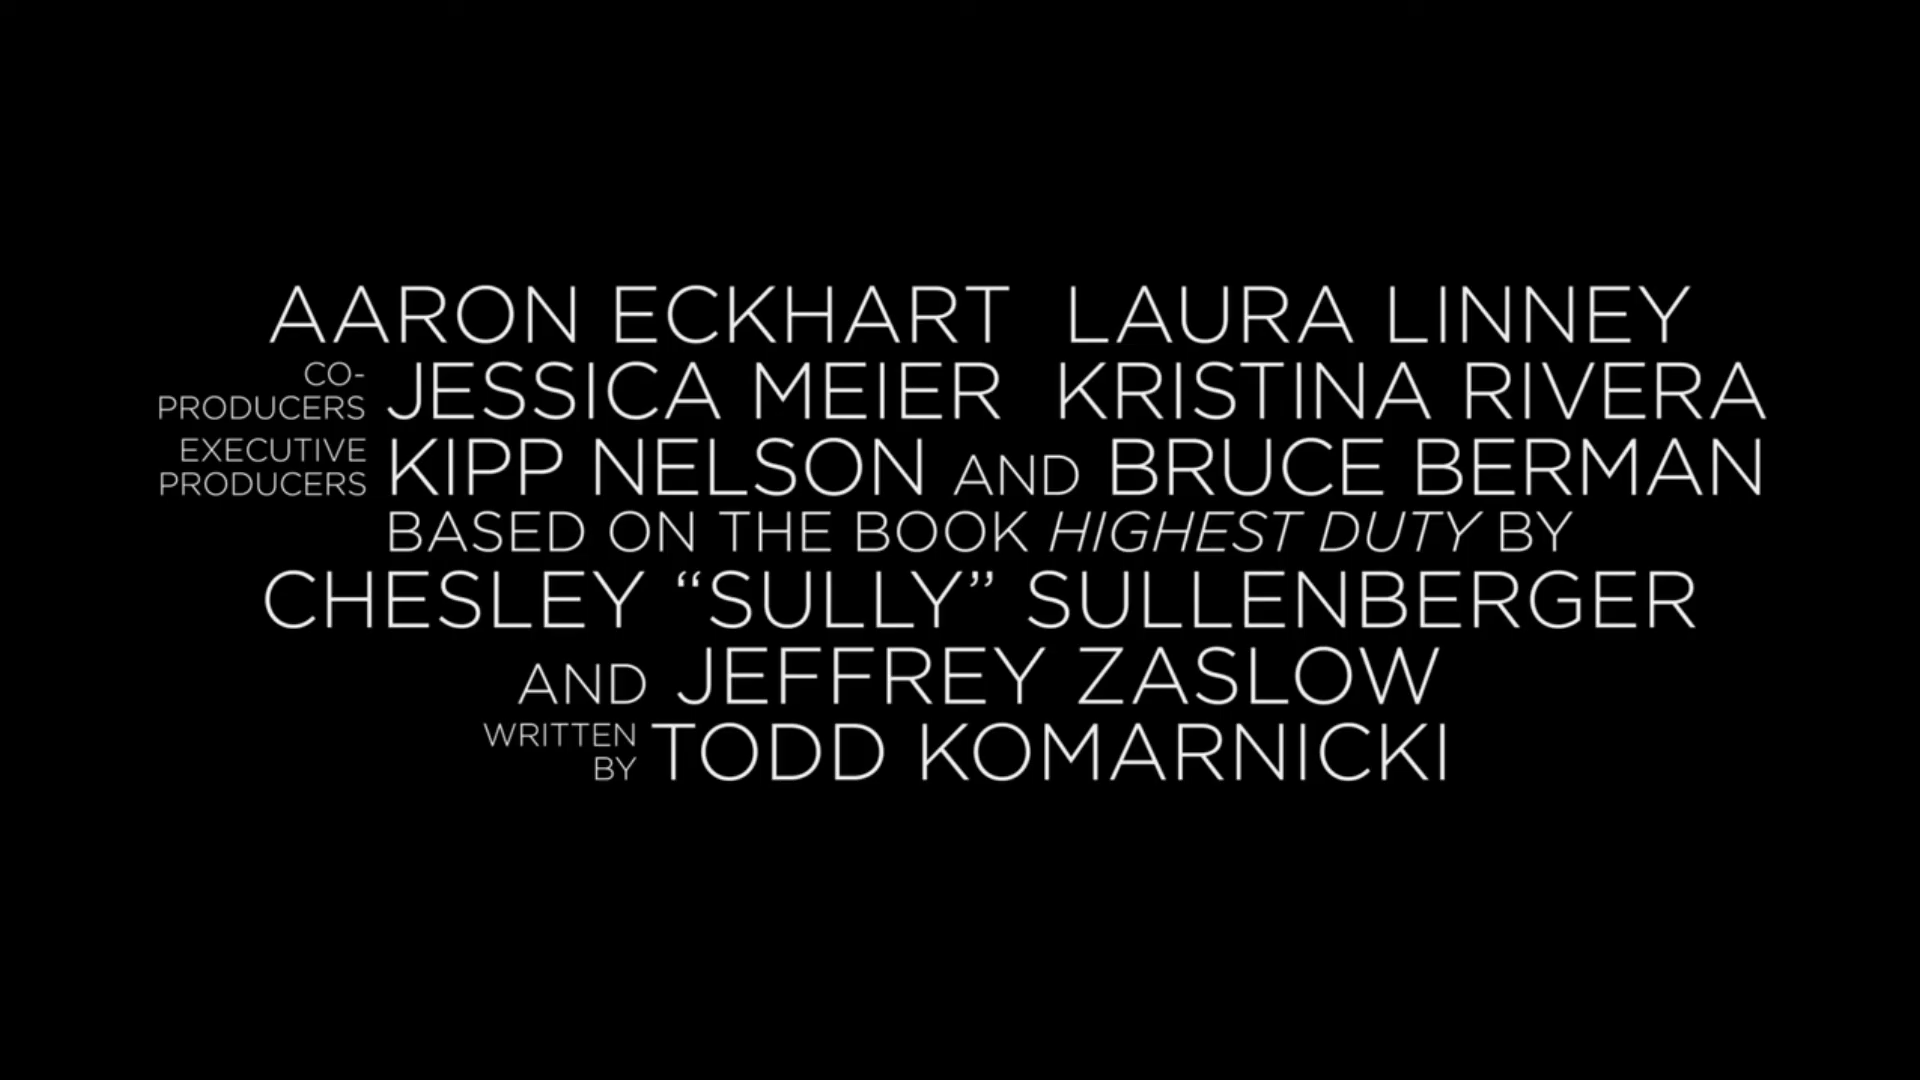 AARON ECKHART LAURA LINNEY
CO-PRODUCERS JESSICA MEIER KRISTINA RIVERA
EXECUTIVE PRODUCERS KIPP NELSON AND BRUCE BERMAN
BASED ON THE BOOK HIGHEST DUTY BY
CHESLEY “SULLY” SULLENBERGER
AND JEFFREY ZASLOW
WRITTEN BY TODD KOMARNICKI